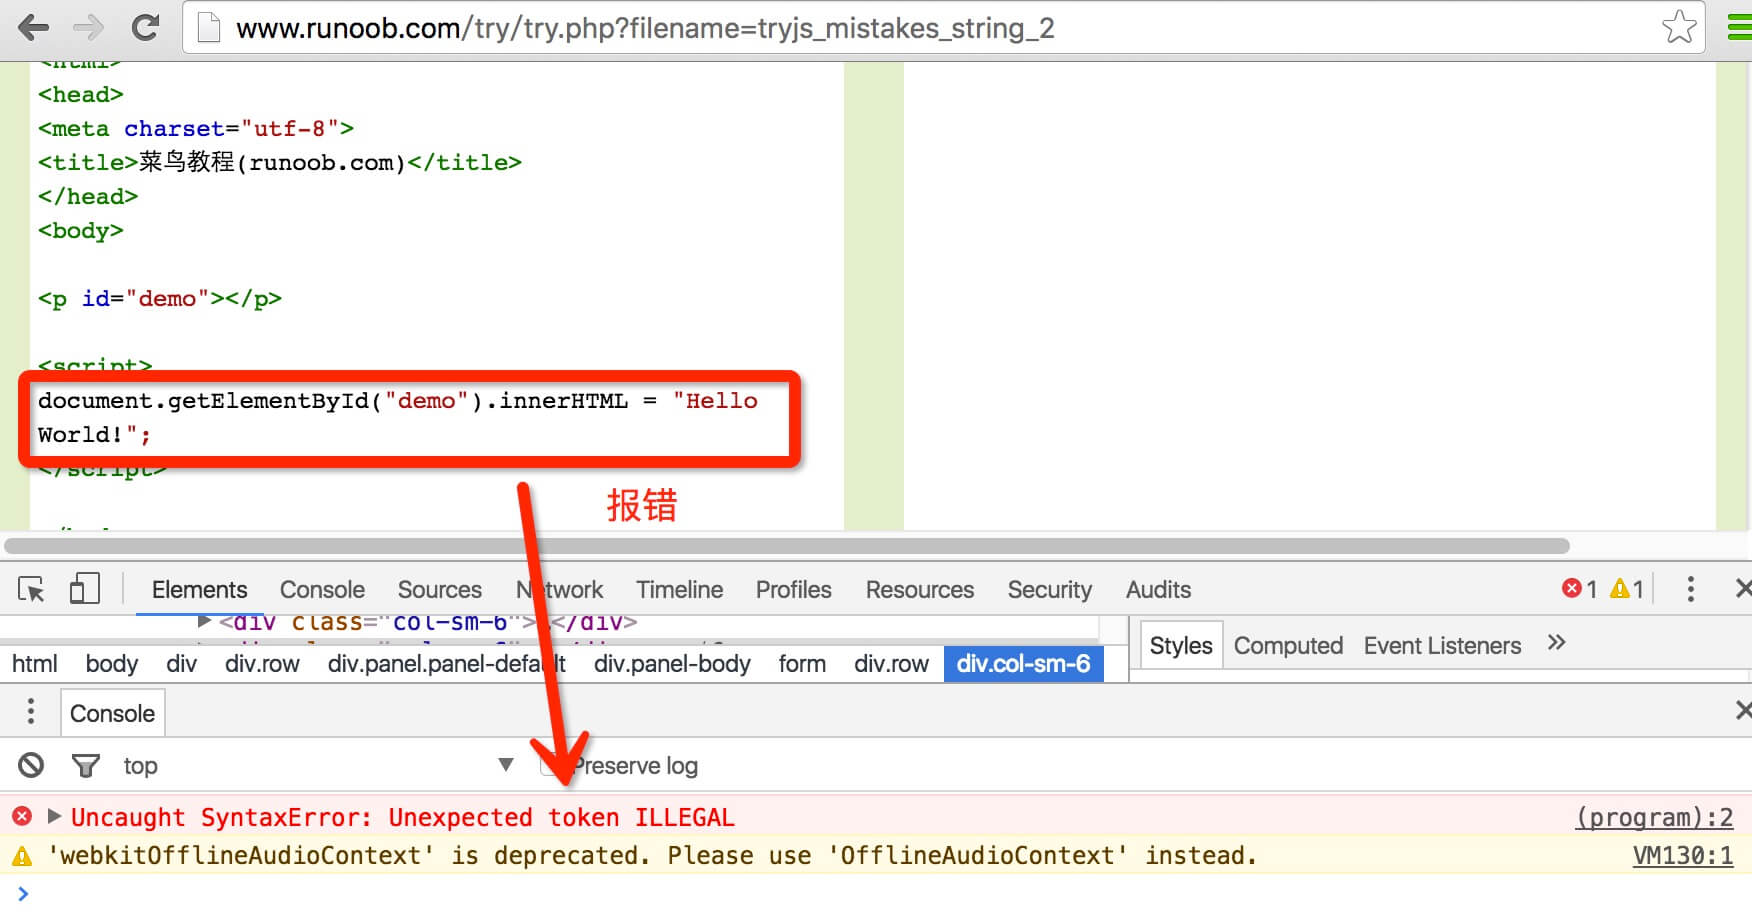 www.runoob.com/try/try.php?filename=tryjs_mistakes_string_2
<html>
<head>
<meta charset="utf-8">
<title>菜鸟教程(runoob.com)</title>
</head>
<body>
<p id="demo"></p>
<script>
document.getElementById("demo").innerHTML = "Hello
World!";
</script>
报错
Elements Console Sources Network Timeline Profiles Resources Security Audits 1 1
<div class="col-sm-6">…</div>
Styles Computed Event Listeners »
html body div div.row div.panel.panel-default div.panel-body form div.row div.col-sm-6
Console
top Preserve log
Uncaught SyntaxError: Unexpected token ILLEGAL (program):2
'webkitOfflineAudioContext' is deprecated. Please use 'OfflineAudioContext' instead. VM130:1